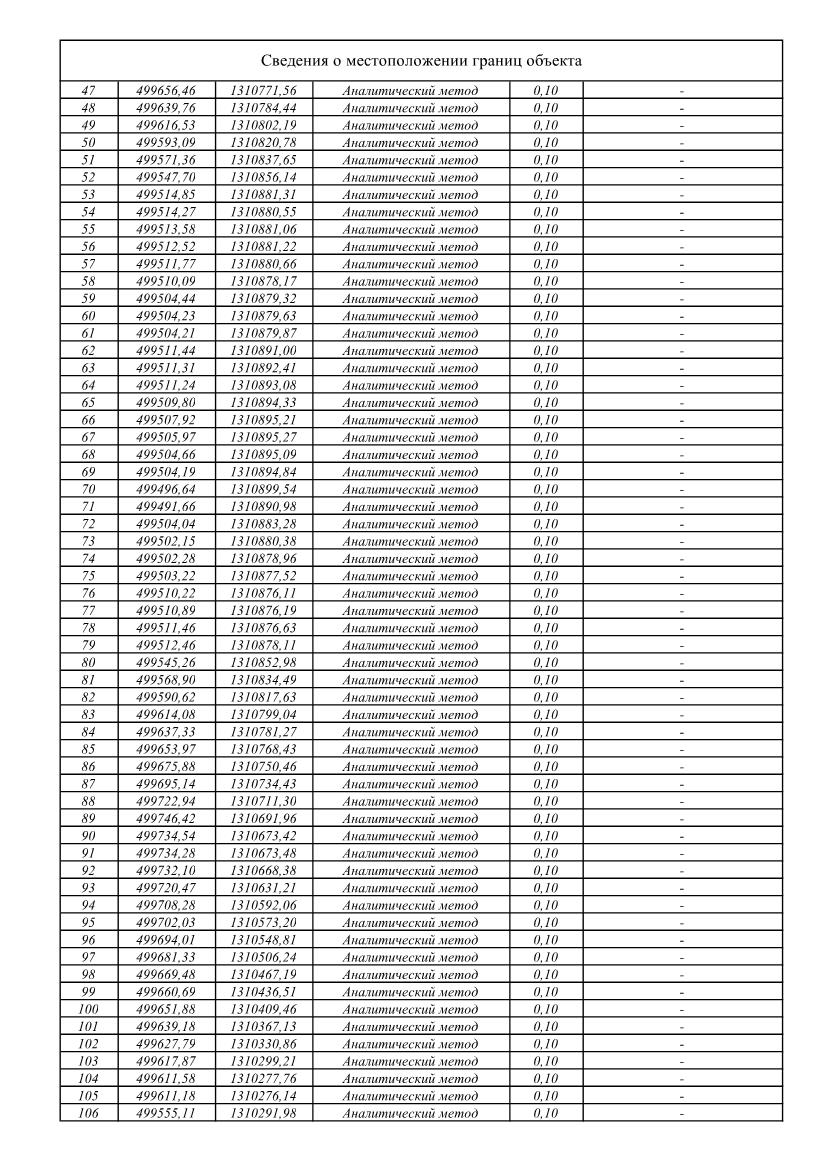 Сведения о местоположении границ объекта
47 499656,46 1310771,56 Аналитический метод 0,10 -
48 499639,76 1310784,44 Аналитический метод 0,10 -
49 499616,53 1310802,19 Аналитический метод 0,10 -
50 499593,09 1310820,78 Аналитический метод 0,10 -
51 499571,36 1310837,65 Аналитический метод 0,10 -
52 499547,70 1310856,14 Аналитический метод 0,10 -
53 499514,85 1310881,31 Аналитический метод 0,10 -
54 499514,27 1310880,55 Аналитический метод 0,10 -
55 499513,58 1310881,06 Аналитический метод 0,10 -
56 499512,52 1310881,22 Аналитический метод 0,10 -
57 499511,77 1310880,66 Аналитический метод 0,10 -
58 499510,09 1310878,17 Аналитический метод 0,10 -
59 499504,44 1310879,32 Аналитический метод 0,10 -
60 499504,23 1310879,63 Аналитический метод 0,10 -
61 499504,21 1310879,87 Аналитический метод 0,10 -
62 499511,44 1310891,00 Аналитический метод 0,10 -
63 499511,31 1310892,41 Аналитический метод 0,10 -
64 499511,24 1310893,08 Аналитический метод 0,10 -
65 499509,80 1310894,33 Аналитический метод 0,10 -
66 499507,92 1310895,21 Аналитический метод 0,10 -
67 499505,97 1310895,27 Аналитический метод 0,10 -
68 499504,66 1310895,09 Аналитический метод 0,10 -
69 499504,19 1310894,84 Аналитический метод 0,10 -
70 499496,64 1310899,54 Аналитический метод 0,10 -
71 499491,66 1310890,98 Аналитический метод 0,10 -
72 499504,04 1310883,28 Аналитический метод 0,10 -
73 499502,15 1310880,38 Аналитический метод 0,10 -
74 499502,28 1310878,96 Аналитический метод 0,10 -
75 499503,22 1310877,52 Аналитический метод 0,10 -
76 499510,22 1310876,11 Аналитический метод 0,10 -
77 499510,89 1310876,19 Аналитический метод 0,10 -
78 499511,46 1310876,63 Аналитический метод 0,10 -
79 499512,46 1310878,11 Аналитический метод 0,10 -
80 499545,26 1310852,98 Аналитический метод 0,10 -
81 499568,90 1310834,49 Аналитический метод 0,10 -
82 499590,62 1310817,63 Аналитический метод 0,10 -
83 499614,08 1310799,04 Аналитический метод 0,10 -
84 499637,33 1310781,27 Аналитический метод 0,10 -
85 499653,97 1310768,43 Аналитический метод 0,10 -
86 499675,88 1310750,46 Аналитический метод 0,10 -
87 499695,14 1310734,43 Аналитический метод 0,10 -
88 499722,94 1310711,30 Аналитический метод 0,10 -
89 499746,42 1310691,96 Аналитический метод 0,10 -
90 499734,54 1310673,42 Аналитический метод 0,10 -
91 499734,28 1310673,48 Аналитический метод 0,10 -
92 499732,10 1310668,38 Аналитический метод 0,10 -
93 499720,47 1310631,21 Аналитический метод 0,10 -
94 499708,28 1310592,06 Аналитический метод 0,10 -
95 499702,03 1310573,20 Аналитический метод 0,10 -
96 499694,01 1310548,81 Аналитический метод 0,10 -
97 499681,33 1310506,24 Аналитический метод 0,10 -
98 499669,48 1310467,19 Аналитический метод 0,10 -
99 499660,69 1310436,51 Аналитический метод 0,10 -
100 499651,88 1310409,46 Аналитический метод 0,10 -
101 499639,18 1310367,13 Аналитический метод 0,10 -
102 499627,79 1310330,86 Аналитический метод 0,10 -
103 499617,87 1310299,21 Аналитический метод 0,10 -
104 499611,58 1310277,76 Аналитический метод 0,10 -
105 499611,18 1310276,14 Аналитический метод 0,10 -
106 499555,11 1310291,98 Аналитический метод 0,10 -